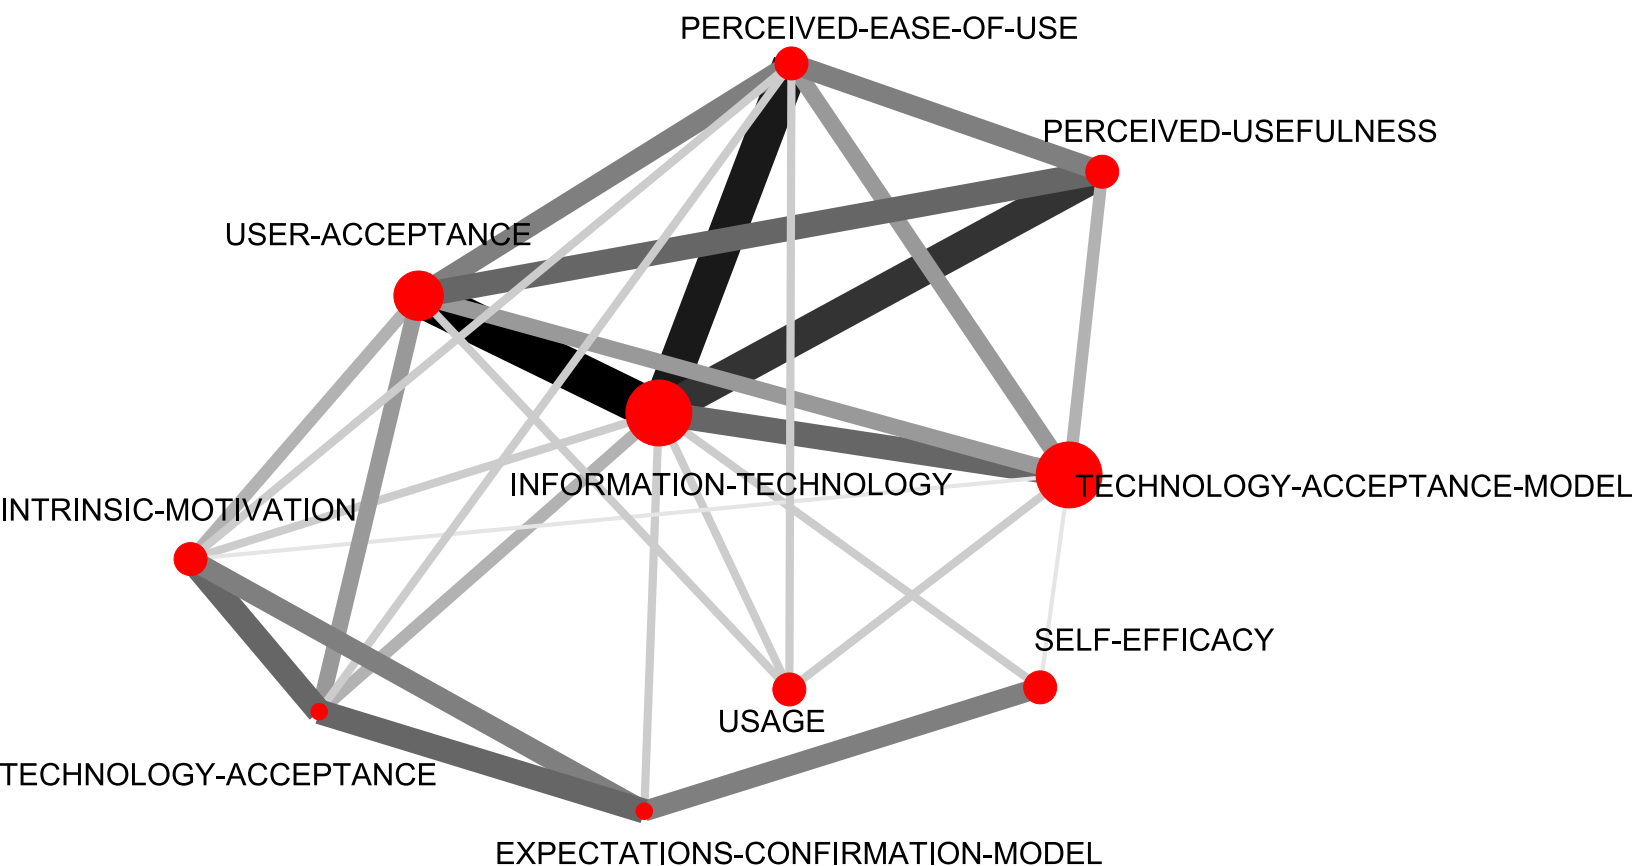 PERCEIVED-EASE-OF-USE
PERCEIVED-USEFULNESS
USER-ACCEPTANCE
INFORMATION-TECHNOLOGY
TECHNOLOGY-ACCEPTANCE-MODEL
INTRINSIC-MOTIVATION
SELF-EFFICACY
USAGE
TECHNOLOGY-ACCEPTANCE
EXPECTATIONS-CONFIRMATION-MODEL